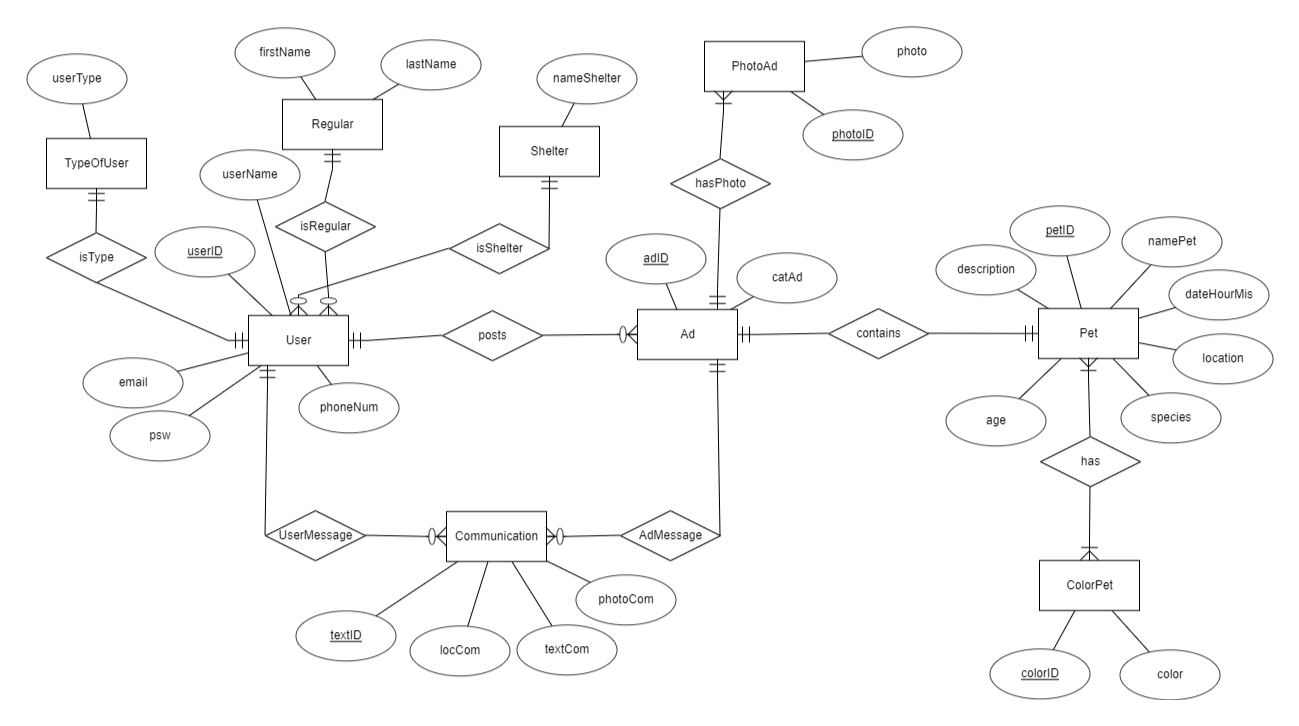 firstName
photo
lastName
PhotoAd
userType
nameShelter
Regular
photoID
Shelter
TypeOfUser
userName
hasPhoto
isRegular
petID
namePet
isShelter
userID
isType
adID
description
catAd
dateHourMis
User
posts
Ad
contains
Pet
location
email
phoneNum
species
age
psw
has
UserMessage
Communication
AdMessage
ColorPet
photoCom
textID
locCom
textCom
colorID
color